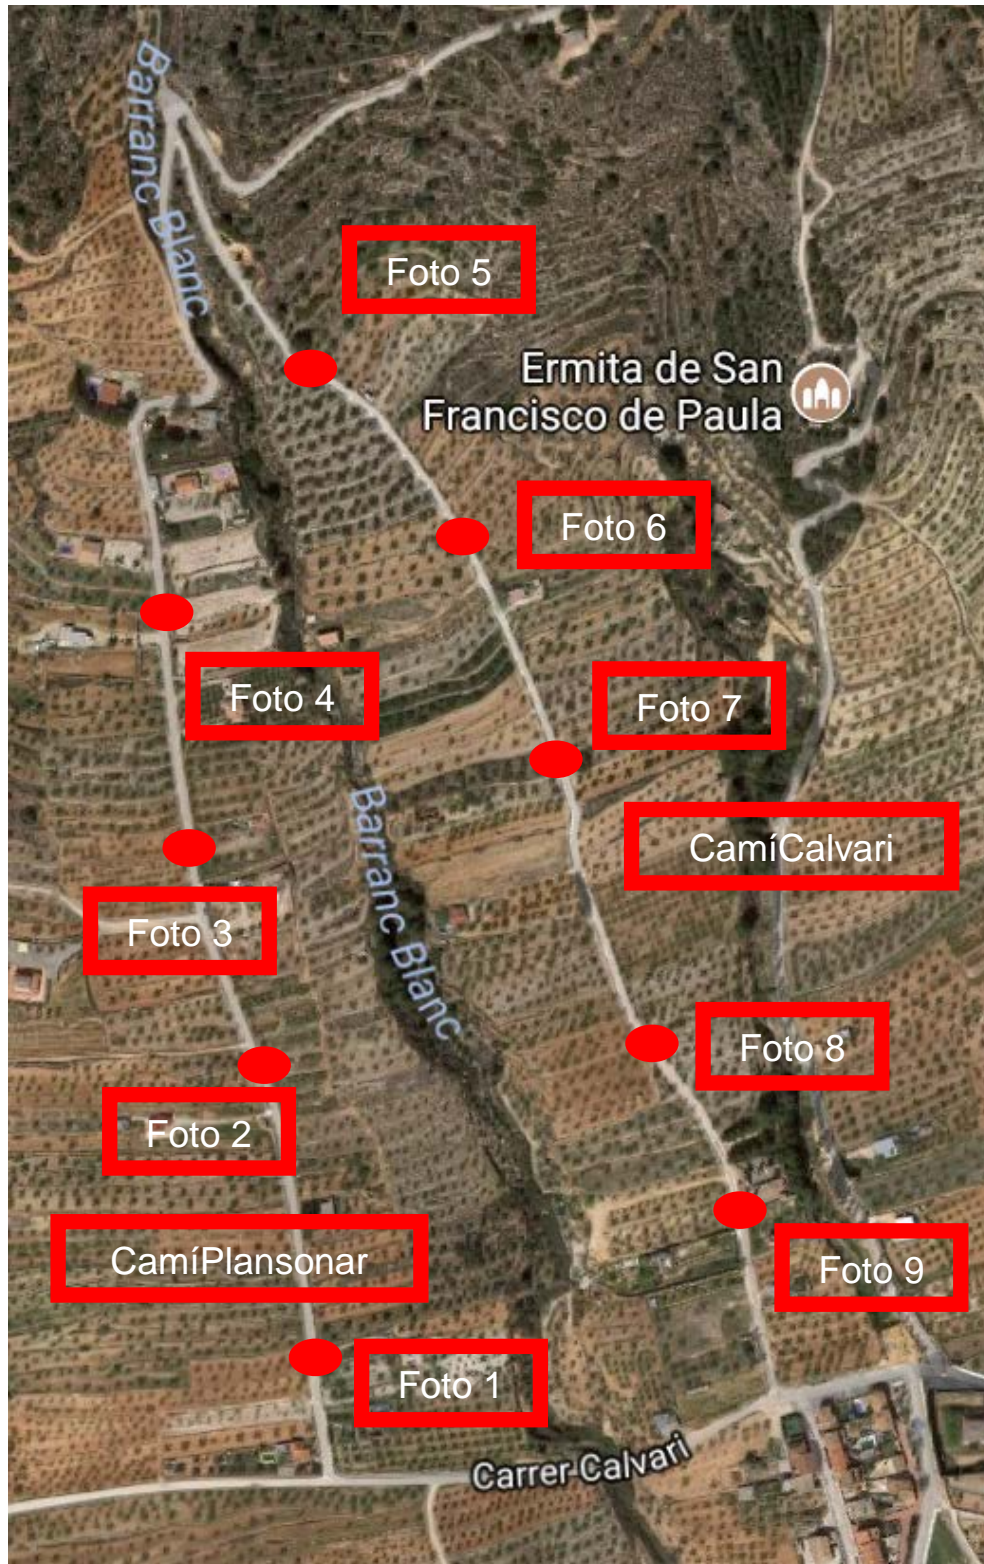 Barranc Blanc
Foto 5
Ermita de San
Francisco de Paula
Foto 6
Foto 4
Foto 7
Barranc Blanc
CamíCalvari
Foto 3
Foto 8
Foto 2
CamíPlansonar
Foto 9
Foto 1
Carrer Calvari